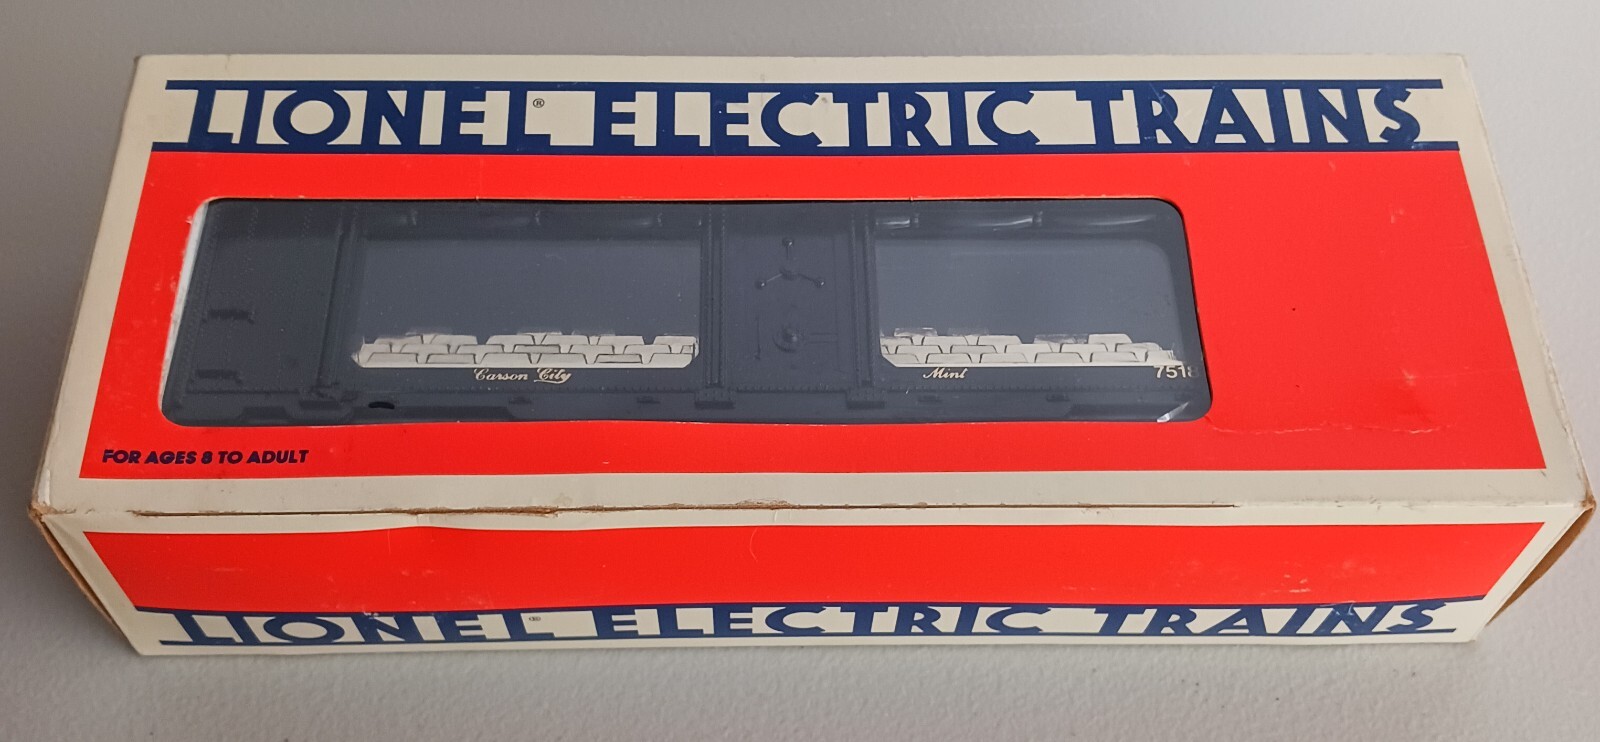 LIONEL® ELECTRIC TRAINS
Carson City Mint 7518
FOR AGES 8 TO ADULT
LIONEL® ELECTRIC TRAINS